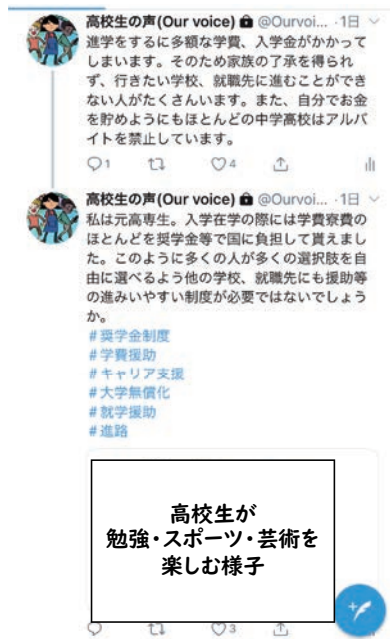 高校生の声(Our voice) @Ourvoi... ·1日
進学をするに多額な学費、入学金がかかって
しまいます。そのため家族の了承を得られ
ず、行きたい学校、就職先に進むことができ
ない人がたくさんいます。また、自分でお金
を貯めようにもほとんどの中学高校はアルバ
イトを禁止しています。
1 4
高校生の声(Our voice) @Ourvoi... ·1日
私は元高専生。入学在学の際には学費寮費の
ほとんどを奨学金等で国に負担して貰えまし
た。このように多くの人が多くの選択肢を自
由に選べるよう他の学校、就職先にも援助等
の進みいやすい制度が必要ではないでしょう
か。
#奨学金制度
#学費援助
#キャリア支援
#大学無償化
#就学援助
#進路
高校生が
勉強・スポーツ・芸術を
楽しむ様子
3